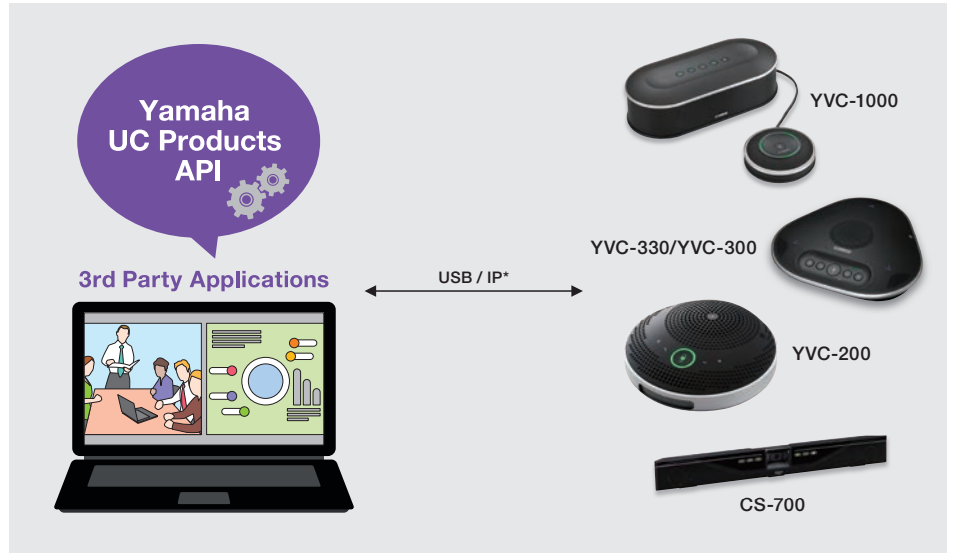 Yamaha
UC Products
API
3rd Party Applications
USB / IP*
YVC-1000
YVC-330/YVC-300
YVC-200
CS-700